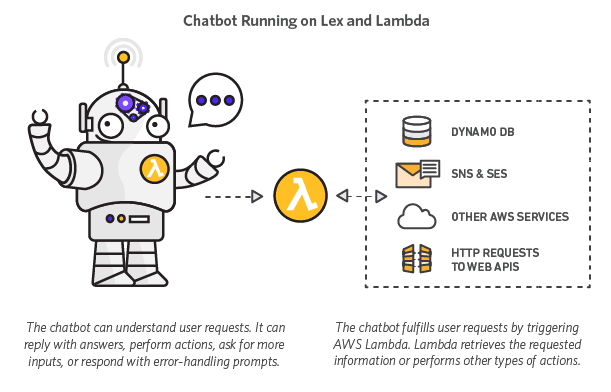 Chatbot Running on Lex and Lambda
λ
λ
DYNAMO DB
SNS & SES
OTHER AWS SERVICES
HTTP REQUESTS
TO WEB APIS
The chatbot can understand user requests. It can
reply with answers, perform actions, ask for more
inputs, or respond with error-handling prompts.
The chatbot fulfills user requests by triggering
AWS Lambda. Lambda retrieves the requested
information or performs other types of actions.